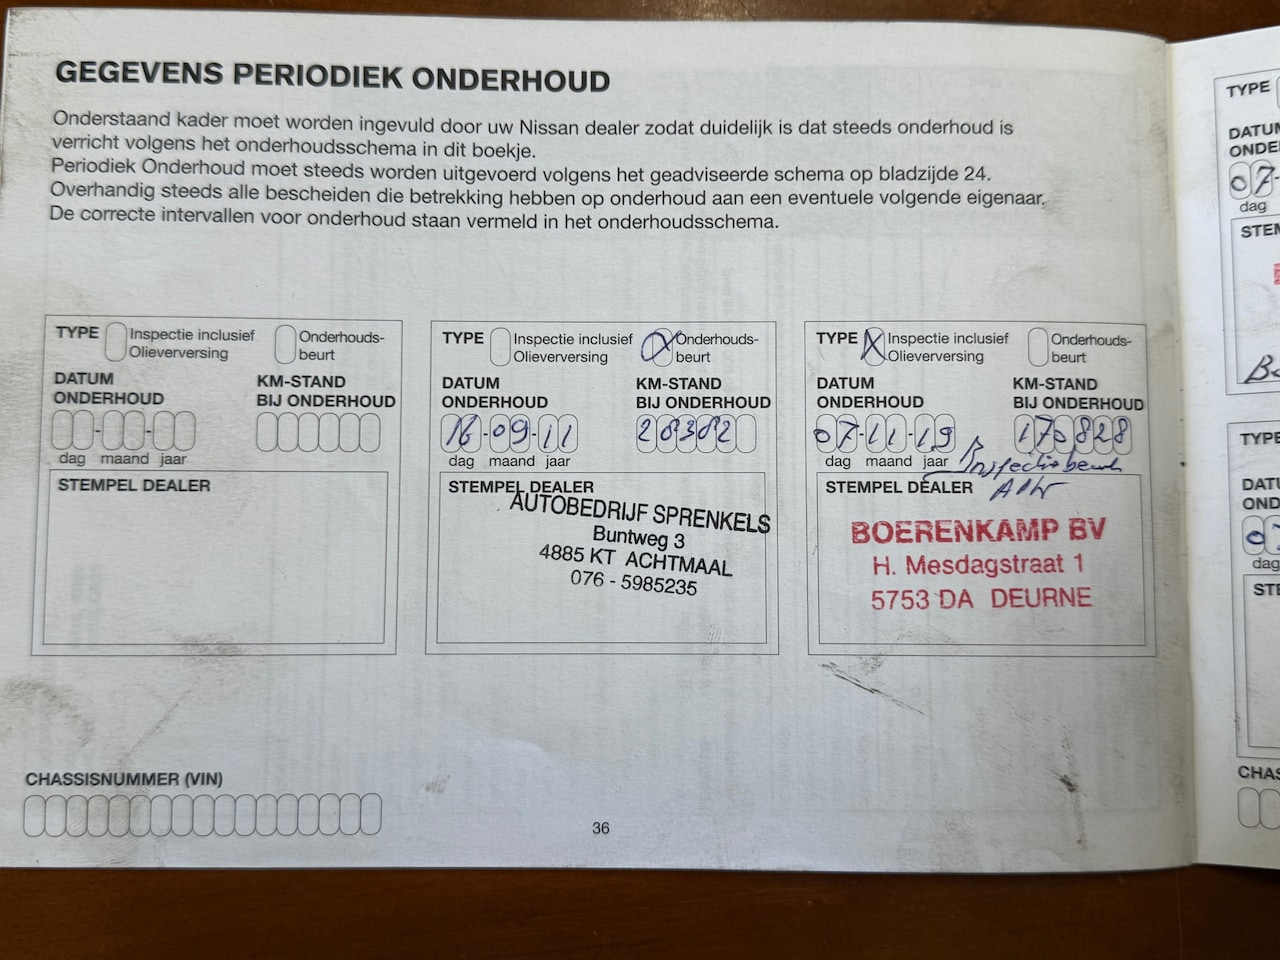 GEGEVENS PERIODIEK ONDERHOUD
Onderstaand kader moet worden ingevuld door uw Nissan dealer zodat duidelijk is dat steeds onderhoud is
verricht volgens het onderhoudsschema in dit boekje.
Periodiek Onderhoud moet steeds worden uitgevoerd volgens het geadviseerde schema op bladzijde 24.
Overhandig steeds alle bescheiden die betrekking hebben op onderhoud aan een eventuele volgende eigenaar.
De correcte intervallen voor onderhoud staan vermeld in het onderhoudsschema.
TYPE Inspectie inclusief Olieverversing Onderhouds-beurt
DATUM ONDERHOUD
KM-STAND BIJ ONDERHOUD
dag maand jaar
STEMPEL DEALER
TYPE Inspectie inclusief Olieverversing X Onderhouds-beurt
DATUM ONDERHOUD
KM-STAND BIJ ONDERHOUD
16-09-11
28382
dag maand jaar
STEMPEL DEALER
AUTOBEDRIJF SPRENKELS
Buntweg 3
4885 KT ACHTMAAL
076 - 5985235
TYPE X Inspectie inclusief Olieverversing Onderhouds-beurt
DATUM ONDERHOUD
KM-STAND BIJ ONDERHOUD
07-11-19
170828
dag maand jaar
Inspectiebeurt
STEMPEL DEALER
BOERENKAMP BV
H. Mesdagstraat 1
5753 DA DEURNE
CHASSISNUMMER (VIN)
36
TYPE
07-
dag
TYPE
dag